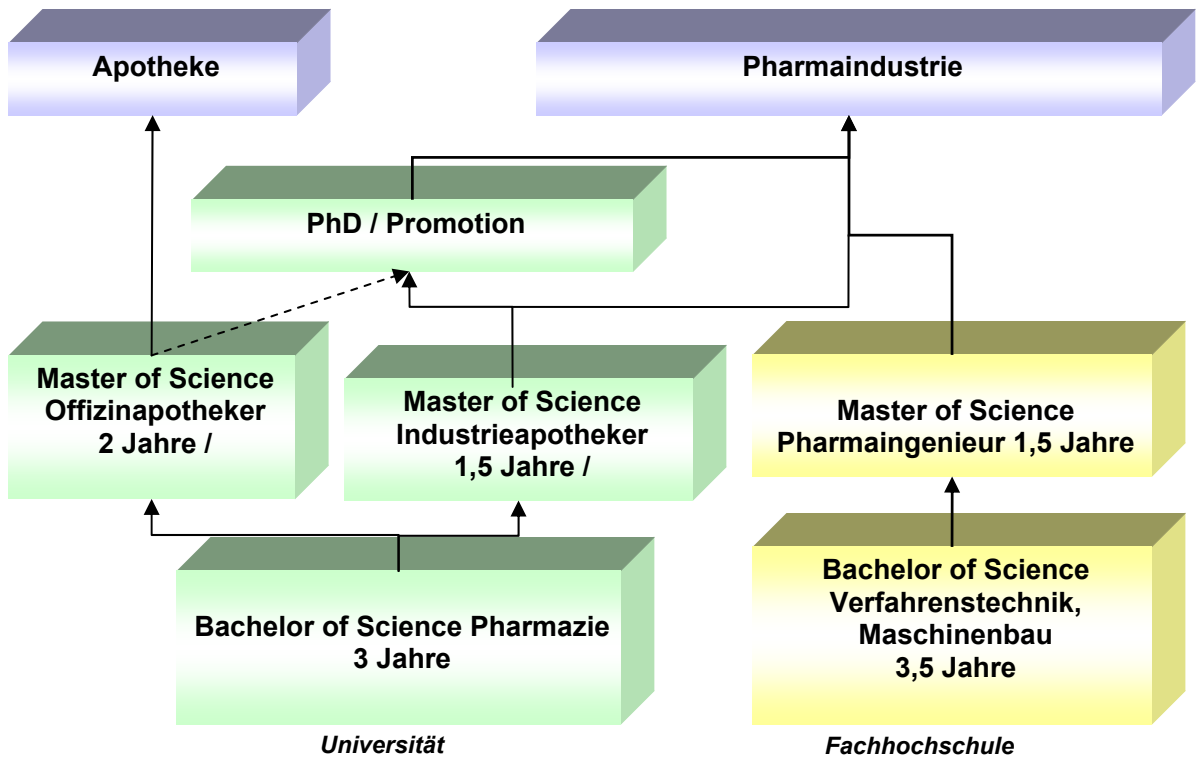 Apotheke
Pharmaindustrie
PhD / Promotion
Master of Science
Offizinapotheker
2 Jahre /
Master of Science
Industrieapotheker
1,5 Jahre /
Master of Science
Pharmaingenieur 1,5 Jahre
Bachelor of Science Pharmazie
3 Jahre
Bachelor of Science
Verfahrenstechnik,
Maschinenbau
3,5 Jahre
Universität
Fachhochschule